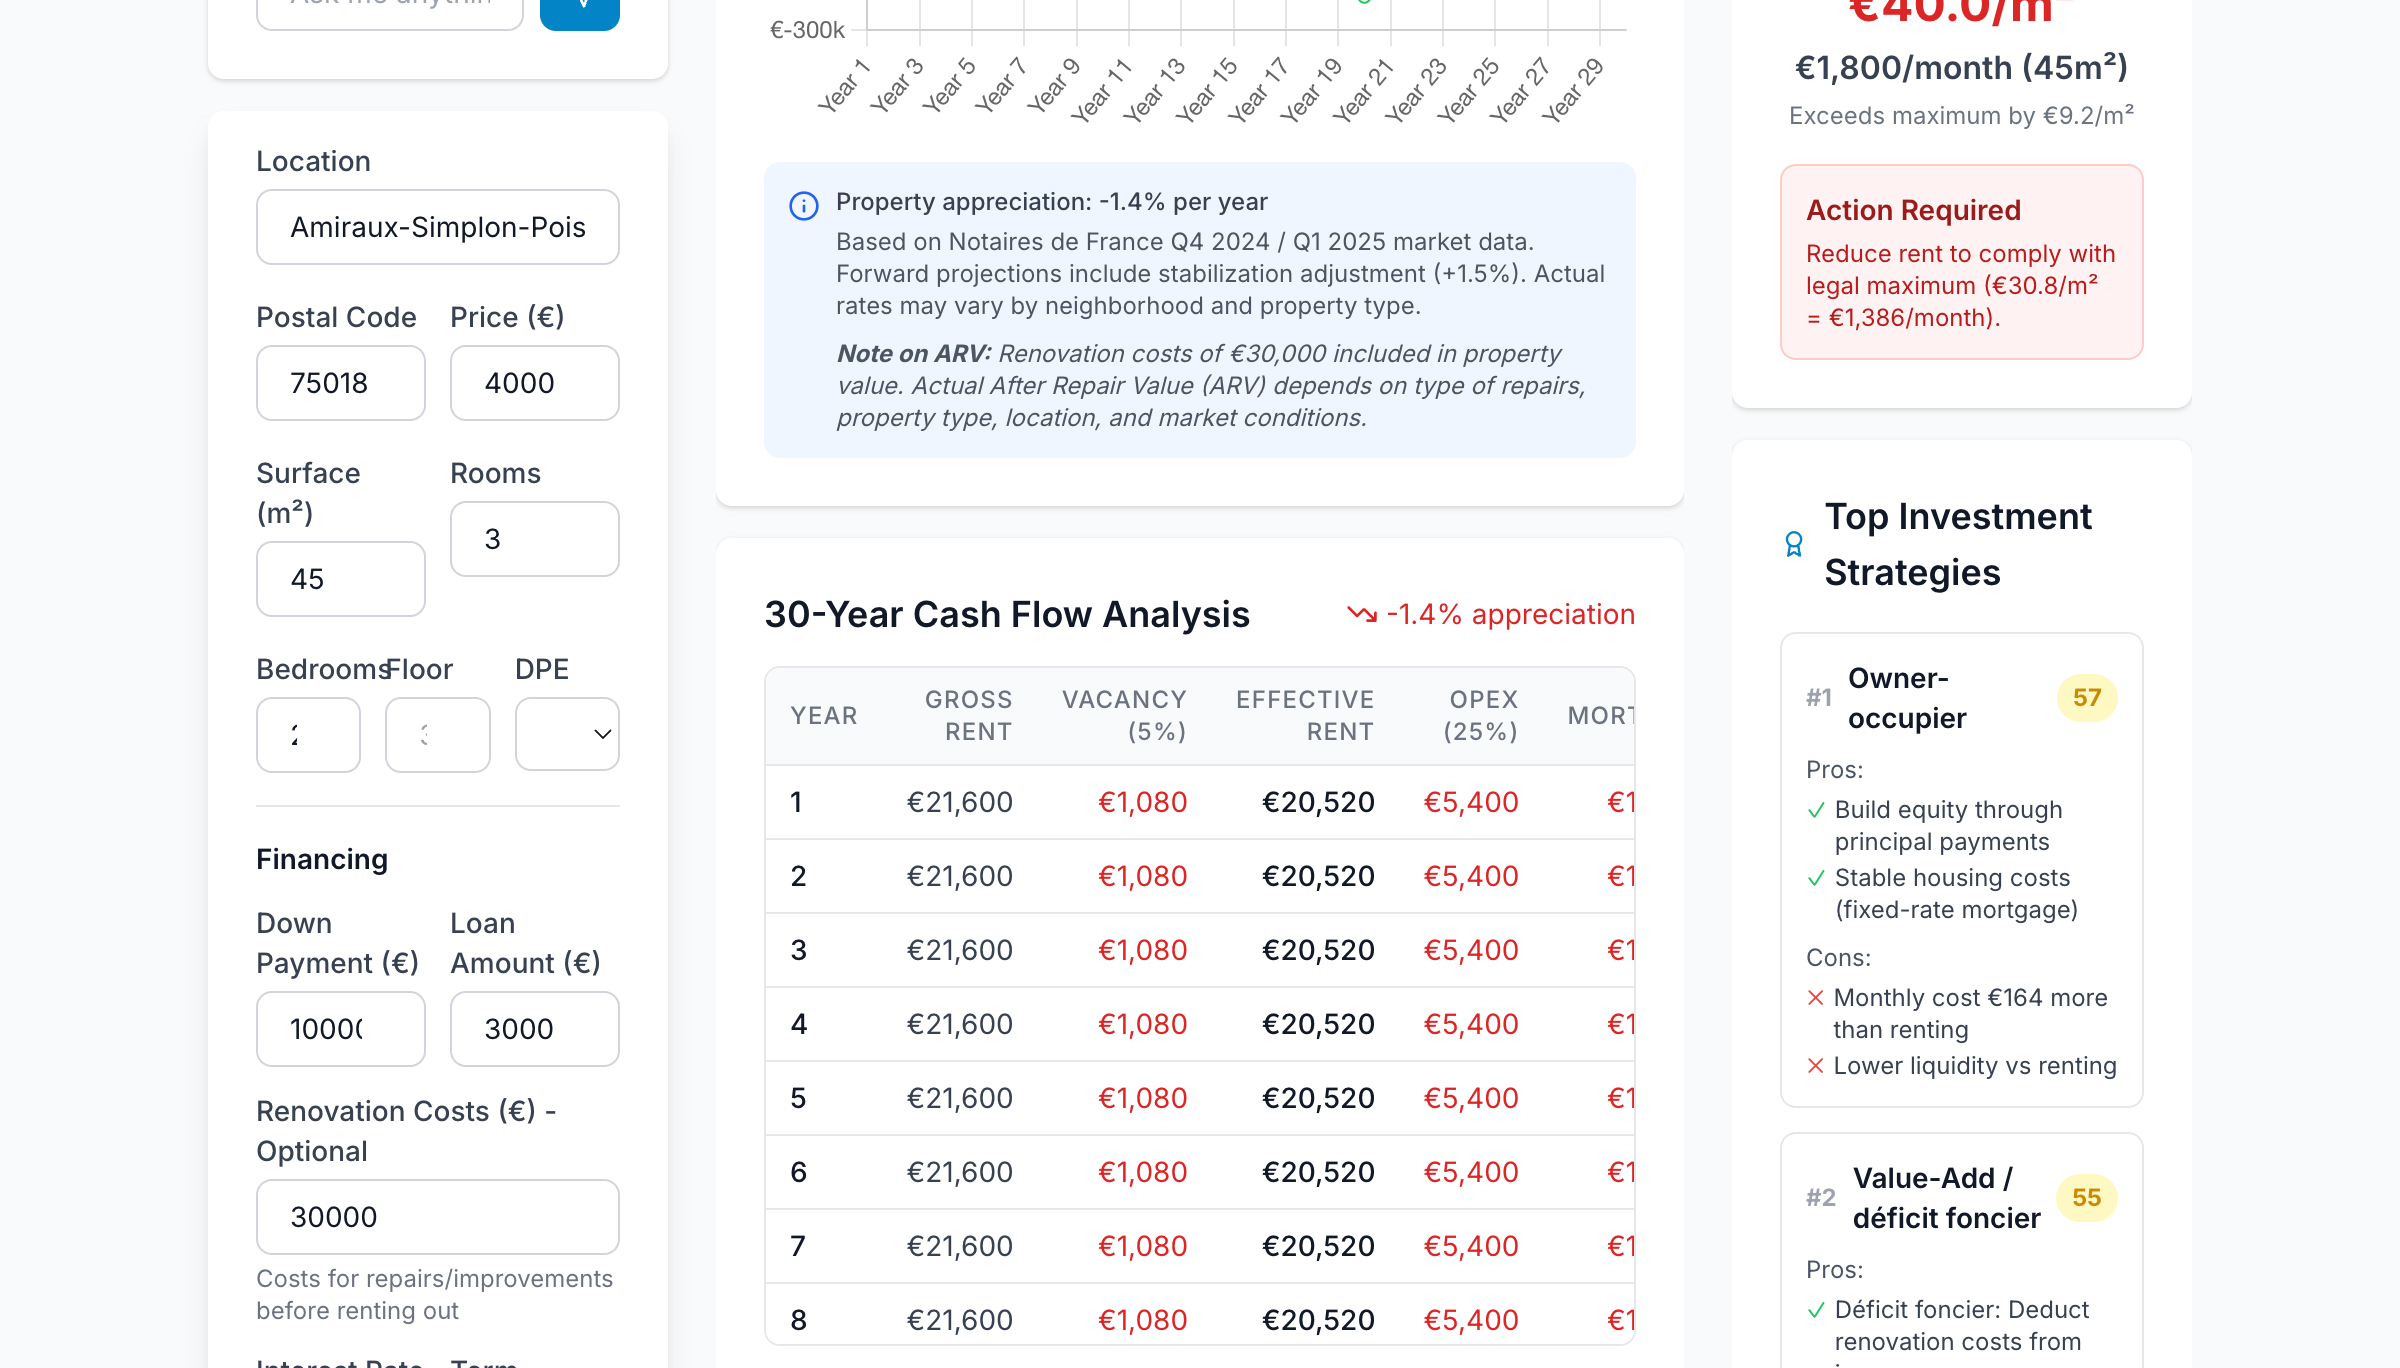 Location
Amiraux-Simplon-Pois
Postal Code
Price (€)
75018
4000
Surface
(m²)
Rooms
45
3
Bedrooms
Floor
DPE
Financing
Down
Payment (€)
Loan
Amount (€)
3000
Renovation Costs (€) -
Optional
30000
Costs for repairs/improvements
before renting out
€-300k
Year 1
Year 3
Year 5
Year 7
Year 9
Year 11
Year 13
Year 15
Year 17
Year 19
Year 21
Year 23
Year 25
Year 27
Year 29
Property appreciation: -1.4% per year
Based on Notaires de France Q4 2024 / Q1 2025 market data.
Forward projections include stabilization adjustment (+1.5%). Actual
rates may vary by neighborhood and property type.
Note on ARV: Renovation costs of €30,000 included in property
value. Actual After Repair Value (ARV) depends on type of repairs,
property type, location, and market conditions.
30-Year Cash Flow Analysis
-1.4% appreciation
YEAR
GROSS
RENT
VACANCY
(5%)
EFFECTIVE
RENT
OPEX
(25%)
MORT
1 €21,600 €1,080 €20,520 €5,400 €1
2 €21,600 €1,080 €20,520 €5,400 €1
3 €21,600 €1,080 €20,520 €5,400 €1
4 €21,600 €1,080 €20,520 €5,400 €1
5 €21,600 €1,080 €20,520 €5,400 €1
6 €21,600 €1,080 €20,520 €5,400 €1
7 €21,600 €1,080 €20,520 €5,400 €1
8 €21,600 €1,080 €20,520 €5,400 €1
€40.0/m²
€1,800/month (45m²)
Exceeds maximum by €9.2/m²
Action Required
Reduce rent to comply with
legal maximum (€30.8/m²
= €1,386/month).
Top Investment
Strategies
#1
Owner-
occupier
57
Pros:
Build equity through
principal payments
Stable housing costs
(fixed-rate mortgage)
Cons:
Monthly cost €164 more
than renting
Lower liquidity vs renting
#2
Value-Add /
déficit foncier
55
Pros:
Déficit foncier: Deduct
renovation costs from